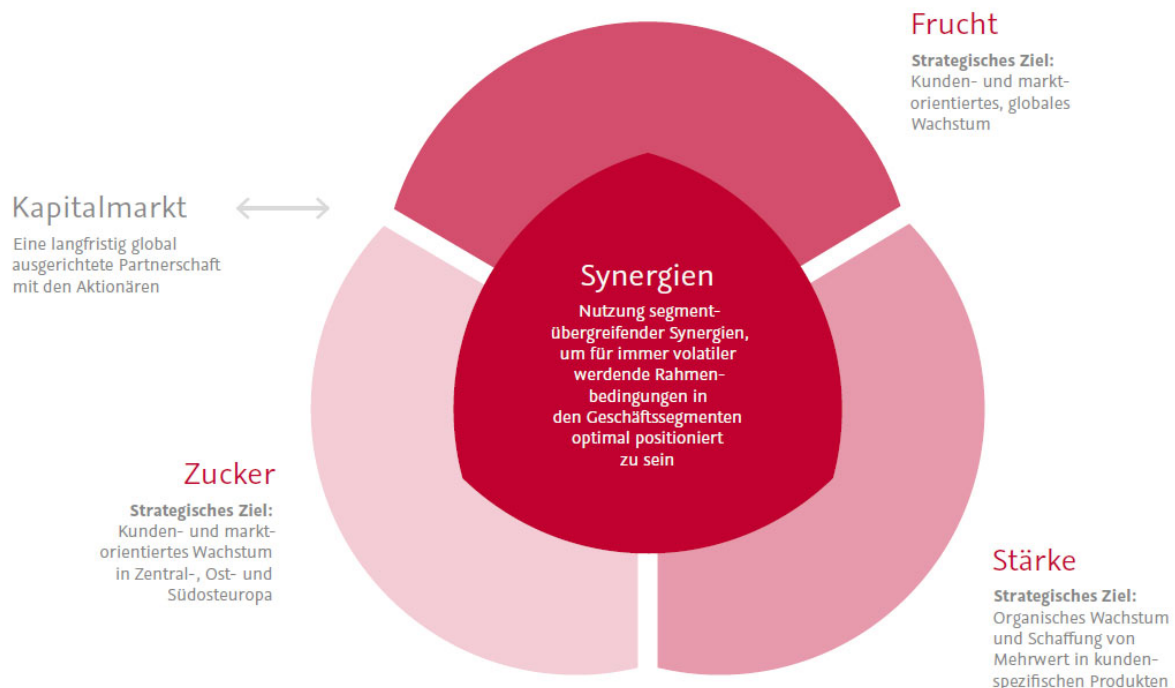 Frucht
Strategisches Ziel:
Kunden- und markt-
orientiertes, globales
Wachstum
Kapitalmarkt
Eine langfristig global
ausgerichtete Partnerschaft
mit den Aktionären
Synergien
Nutzung segment-
übergreifender Synergien,
um für immer volatiler
werdende Rahmen-
bedingungen in
den Geschäftssegmenten
optimal positioniert
zu sein
Zucker
Strategisches Ziel:
Kunden- und markt-
orientiertes Wachstum
in Zentral-, Ost- und
Südosteuropa
Stärke
Strategisches Ziel:
Organisches Wachstum
und Schaffung von
Mehrwert in kunden-
spezifischen Produkten